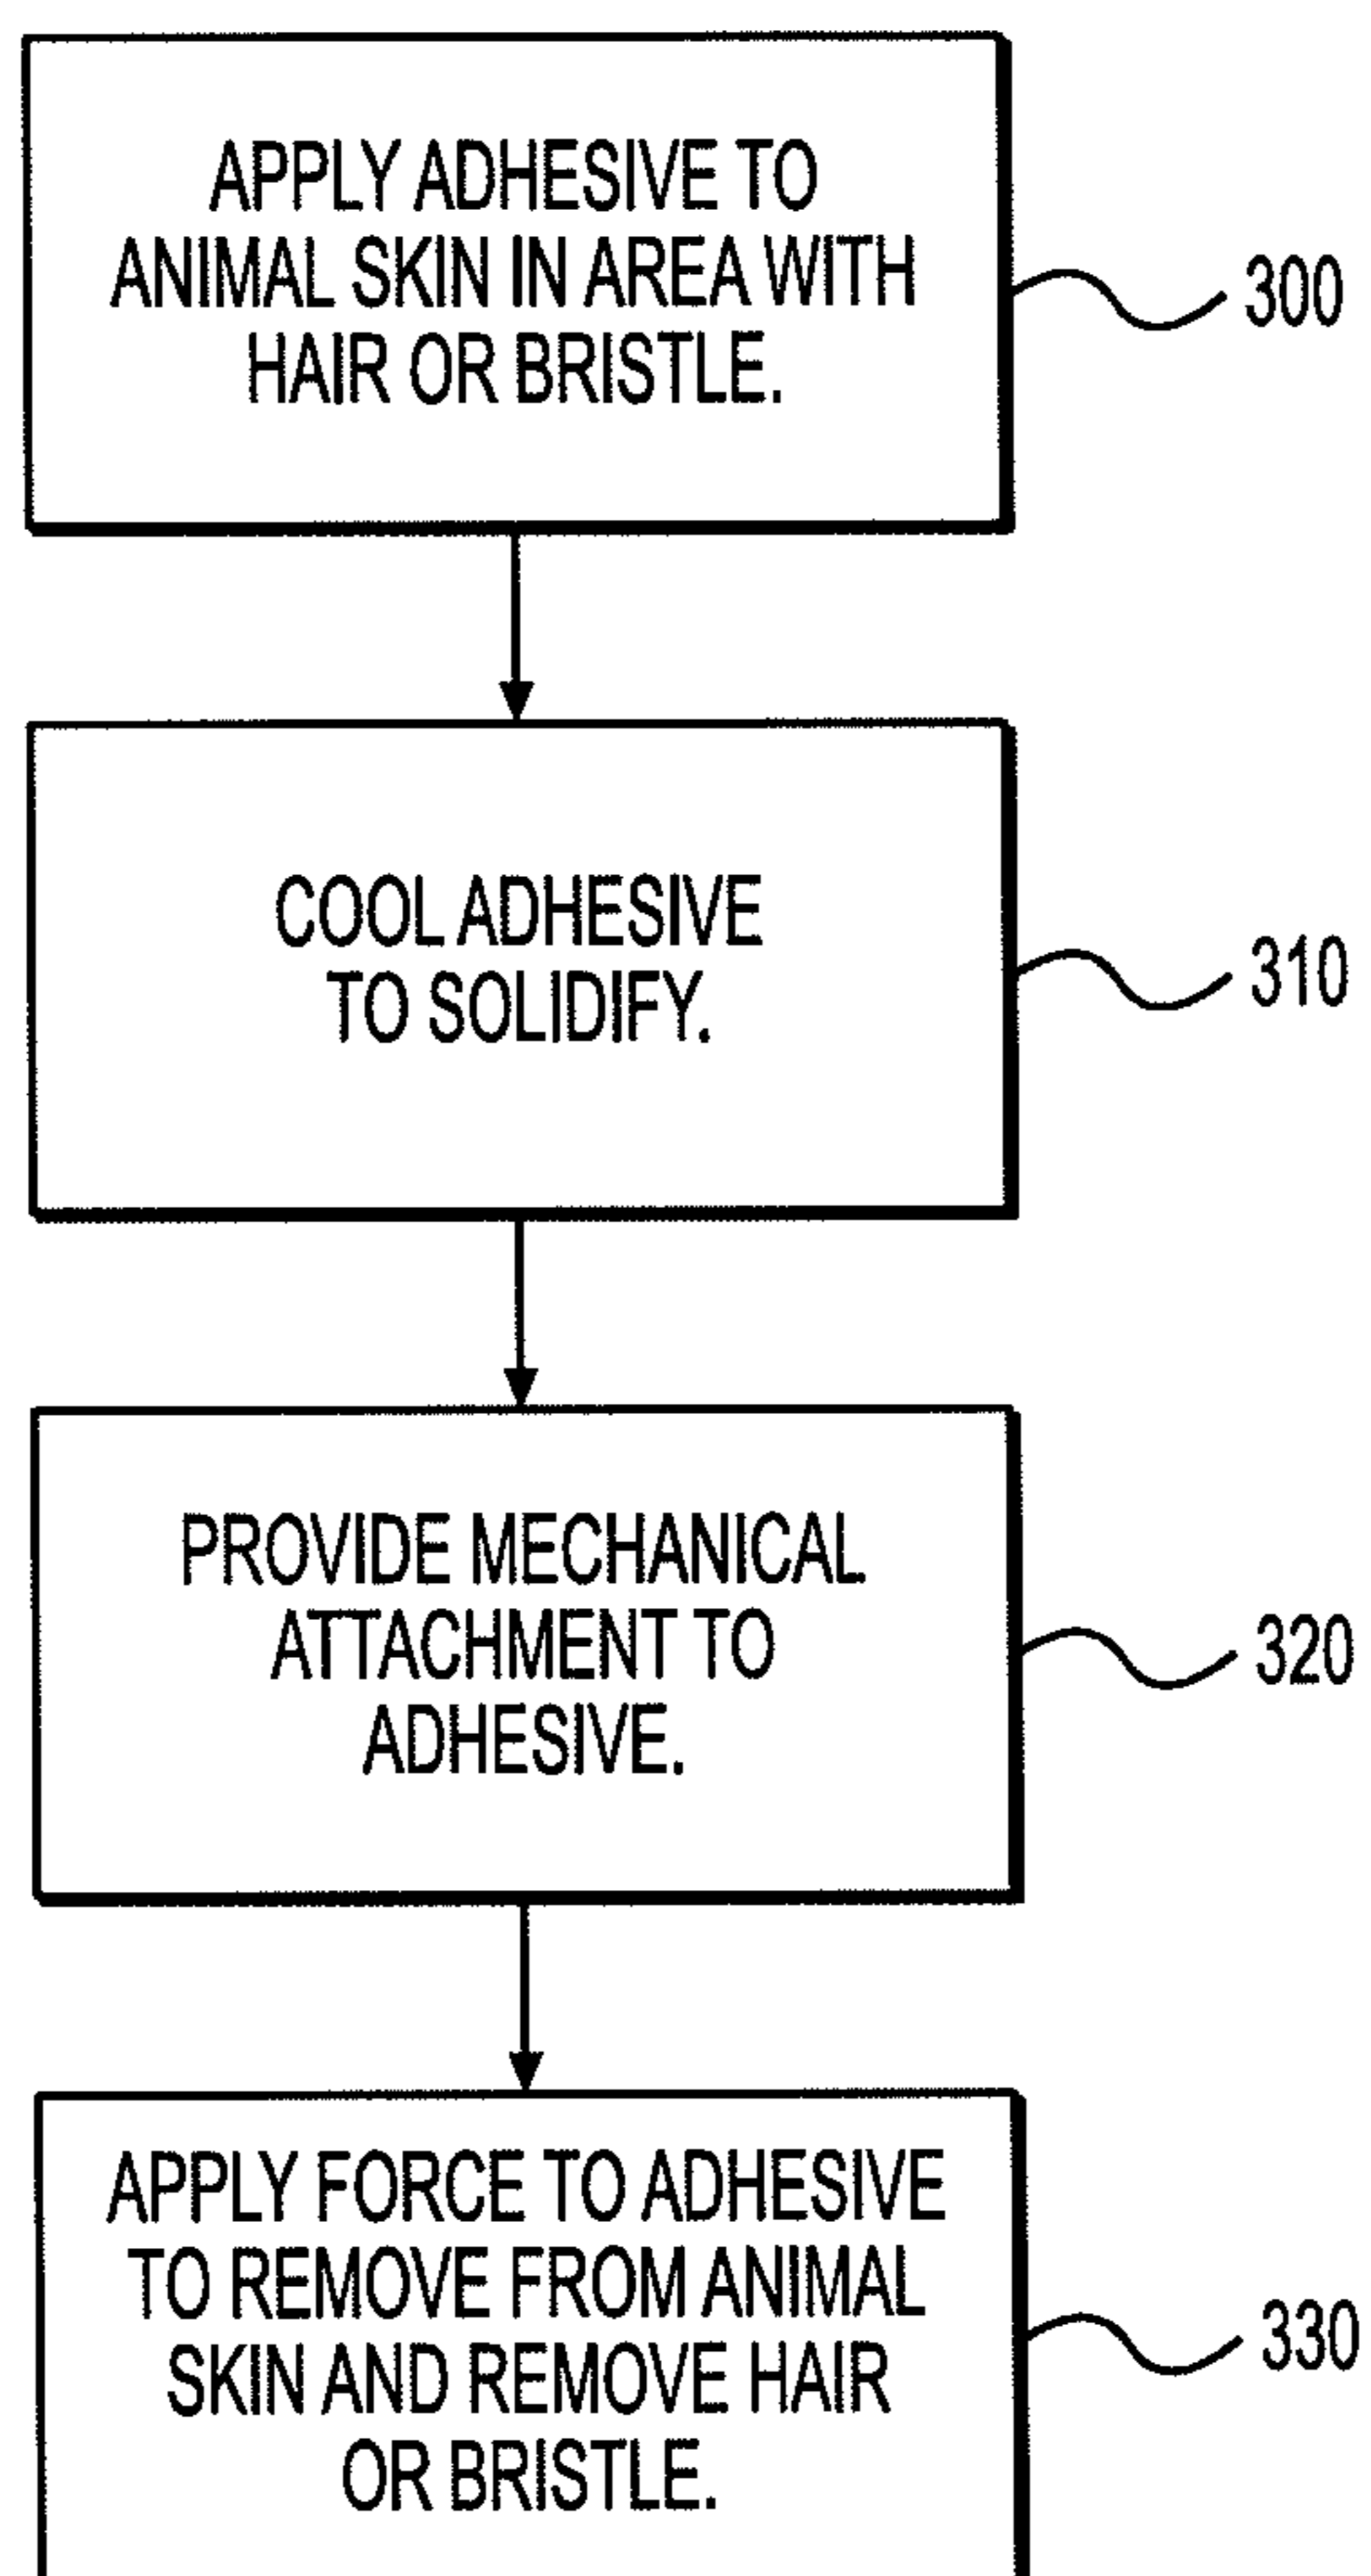 APPLY ADHESIVE TO
ANIMAL SKIN IN AREA WITH
HAIR OR BRISTLE.
300
COOL ADHESIVE
TO SOLIDIFY.
310
PROVIDE MECHANICAL
ATTACHMENT TO
ADHESIVE.
320
APPLY FORCE TO ADHESIVE
TO REMOVE FROM ANIMAL
SKIN AND REMOVE HAIR
OR BRISTLE.
330